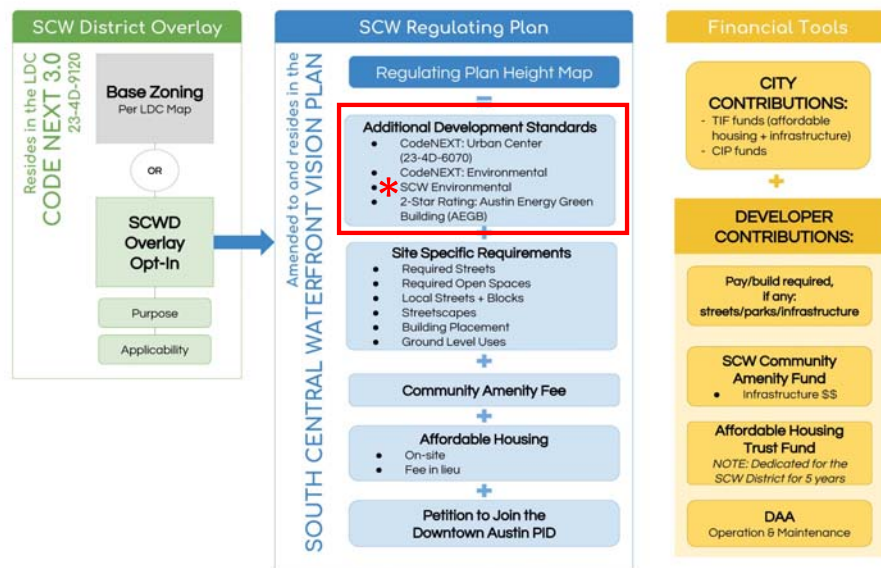 SCW District Overlay
Resides in the LDC
CODE NEXT 3.0
23-4D-9120
Base Zoning
Per LDC Map
OR
SCWD
Overlay
Opt-In
Purpose
Applicability
SCW Regulating Plan
Amended to and resides in the
SOUTH CENTRAL WATERFRONT VISION PLAN
Regulating Plan Height Map
Additional Development Standards
● CodeNEXT: Urban Center
(23-4D-6070)
● CodeNEXT: Environmental
● * SCW Environmental
● 2-Star Rating: Austin Energy Green
Building (AEGB)
+
Site Specific Requirements
● Required Streets
● Required Open Spaces
● Local Streets + Blocks
● Streetscapes
● Building Placement
● Ground Level Uses
+
Community Amenity Fee
+
Affordable Housing
● On-site
● Fee in lieu
+
Petition to Join the
Downtown Austin PID
Financial Tools
CITY
CONTRIBUTIONS:
- TIF funds (affordable
housing + infrastructure)
- CIP funds
+
DEVELOPER
CONTRIBUTIONS:
Pay/build required,
if any:
streets/parks/infrastructure
SCW Community
Amenity Fund
● Infrastructure $$
Affordable Housing
Trust Fund
NOTE: Dedicated for the
SCW District for 5 years
DAA
Operation & Maintenance